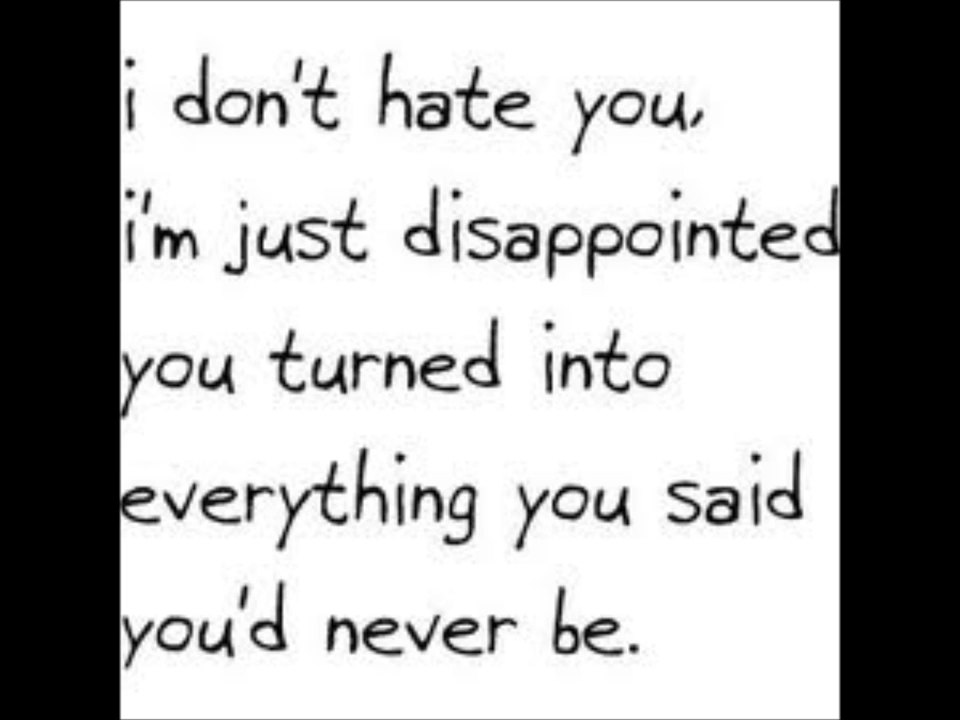 i don't hate you,
i'm just disappointed
you turned into
everything you said
you'd never be.